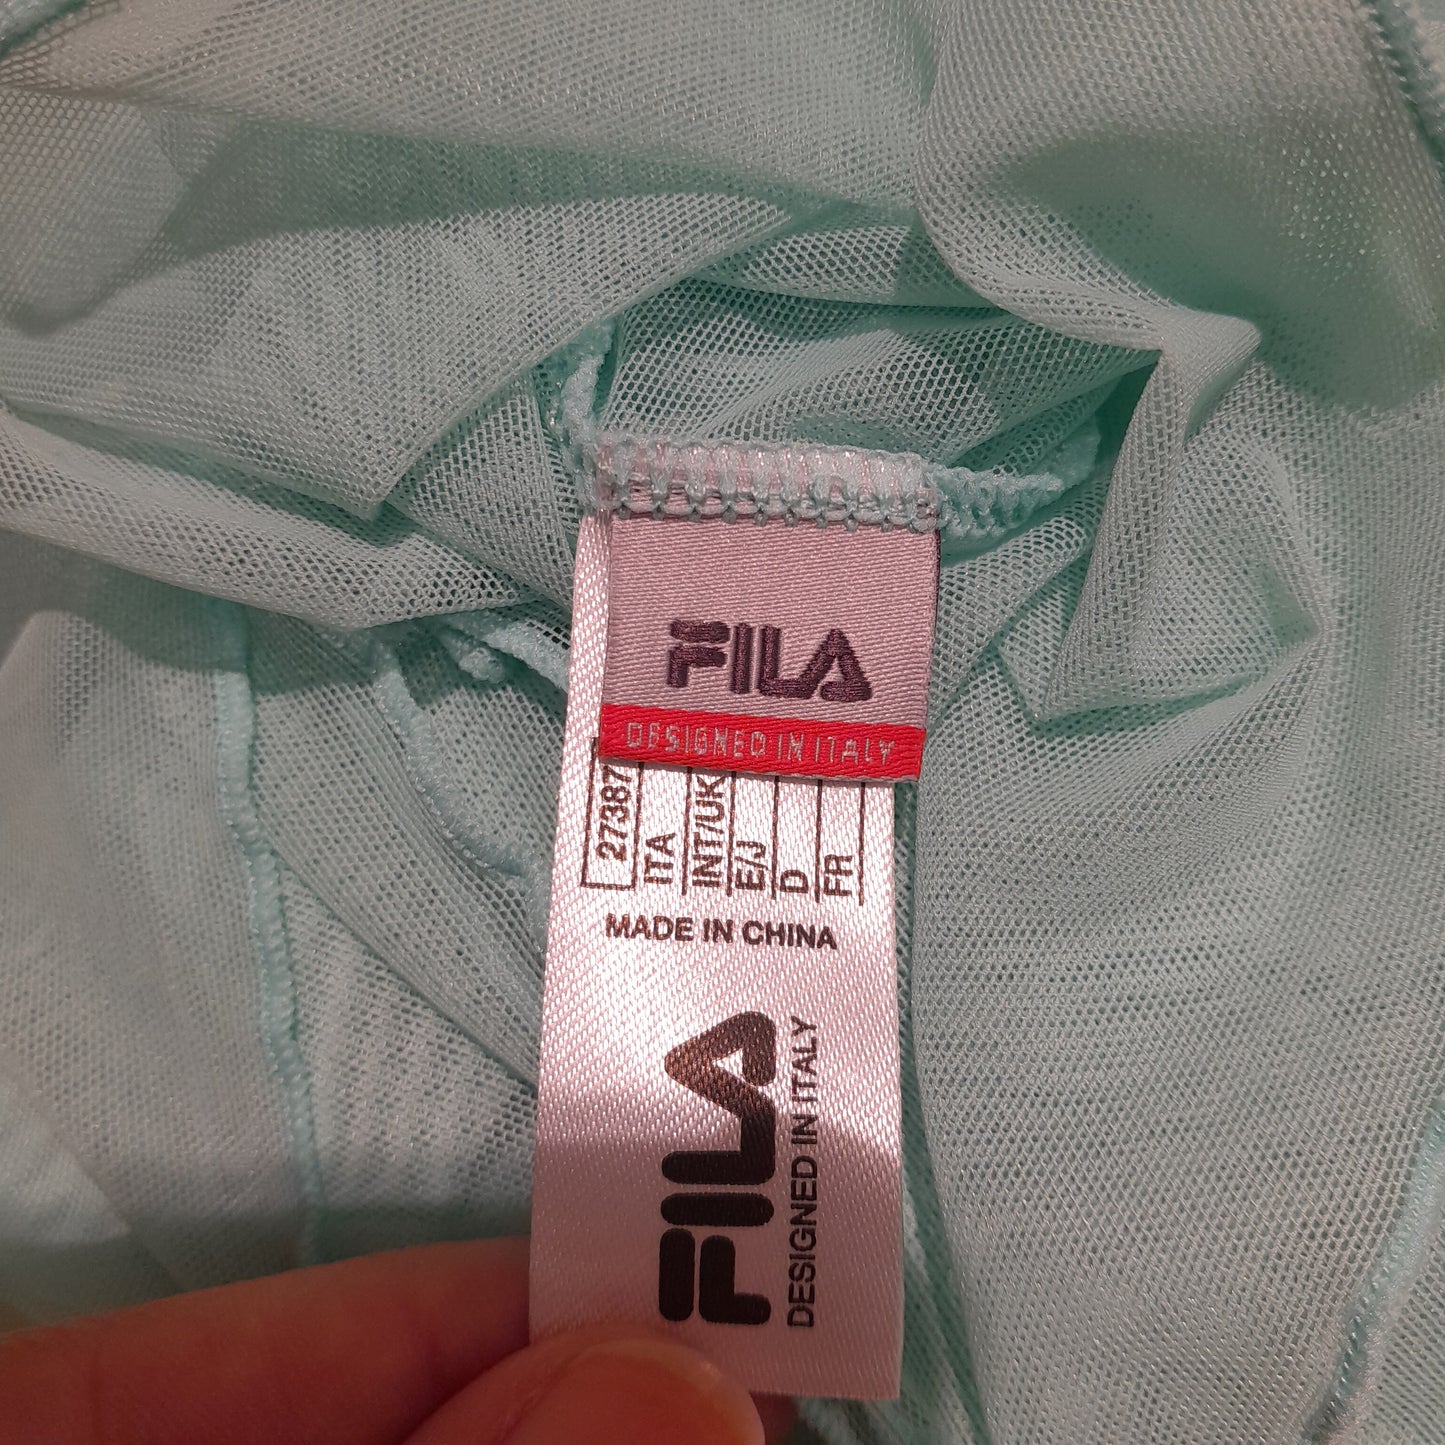 FILA
DESIGNED IN ITALY
27387
ITA
INT/UK
E/J
D
FR
MADE IN CHINA
FILA
DESIGNED IN ITALY